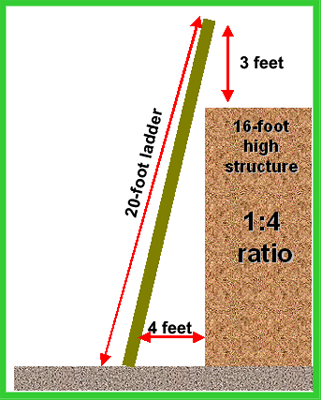 3 feet
16-foot
high
structure
20-foot ladder
1:4
ratio
4 feet